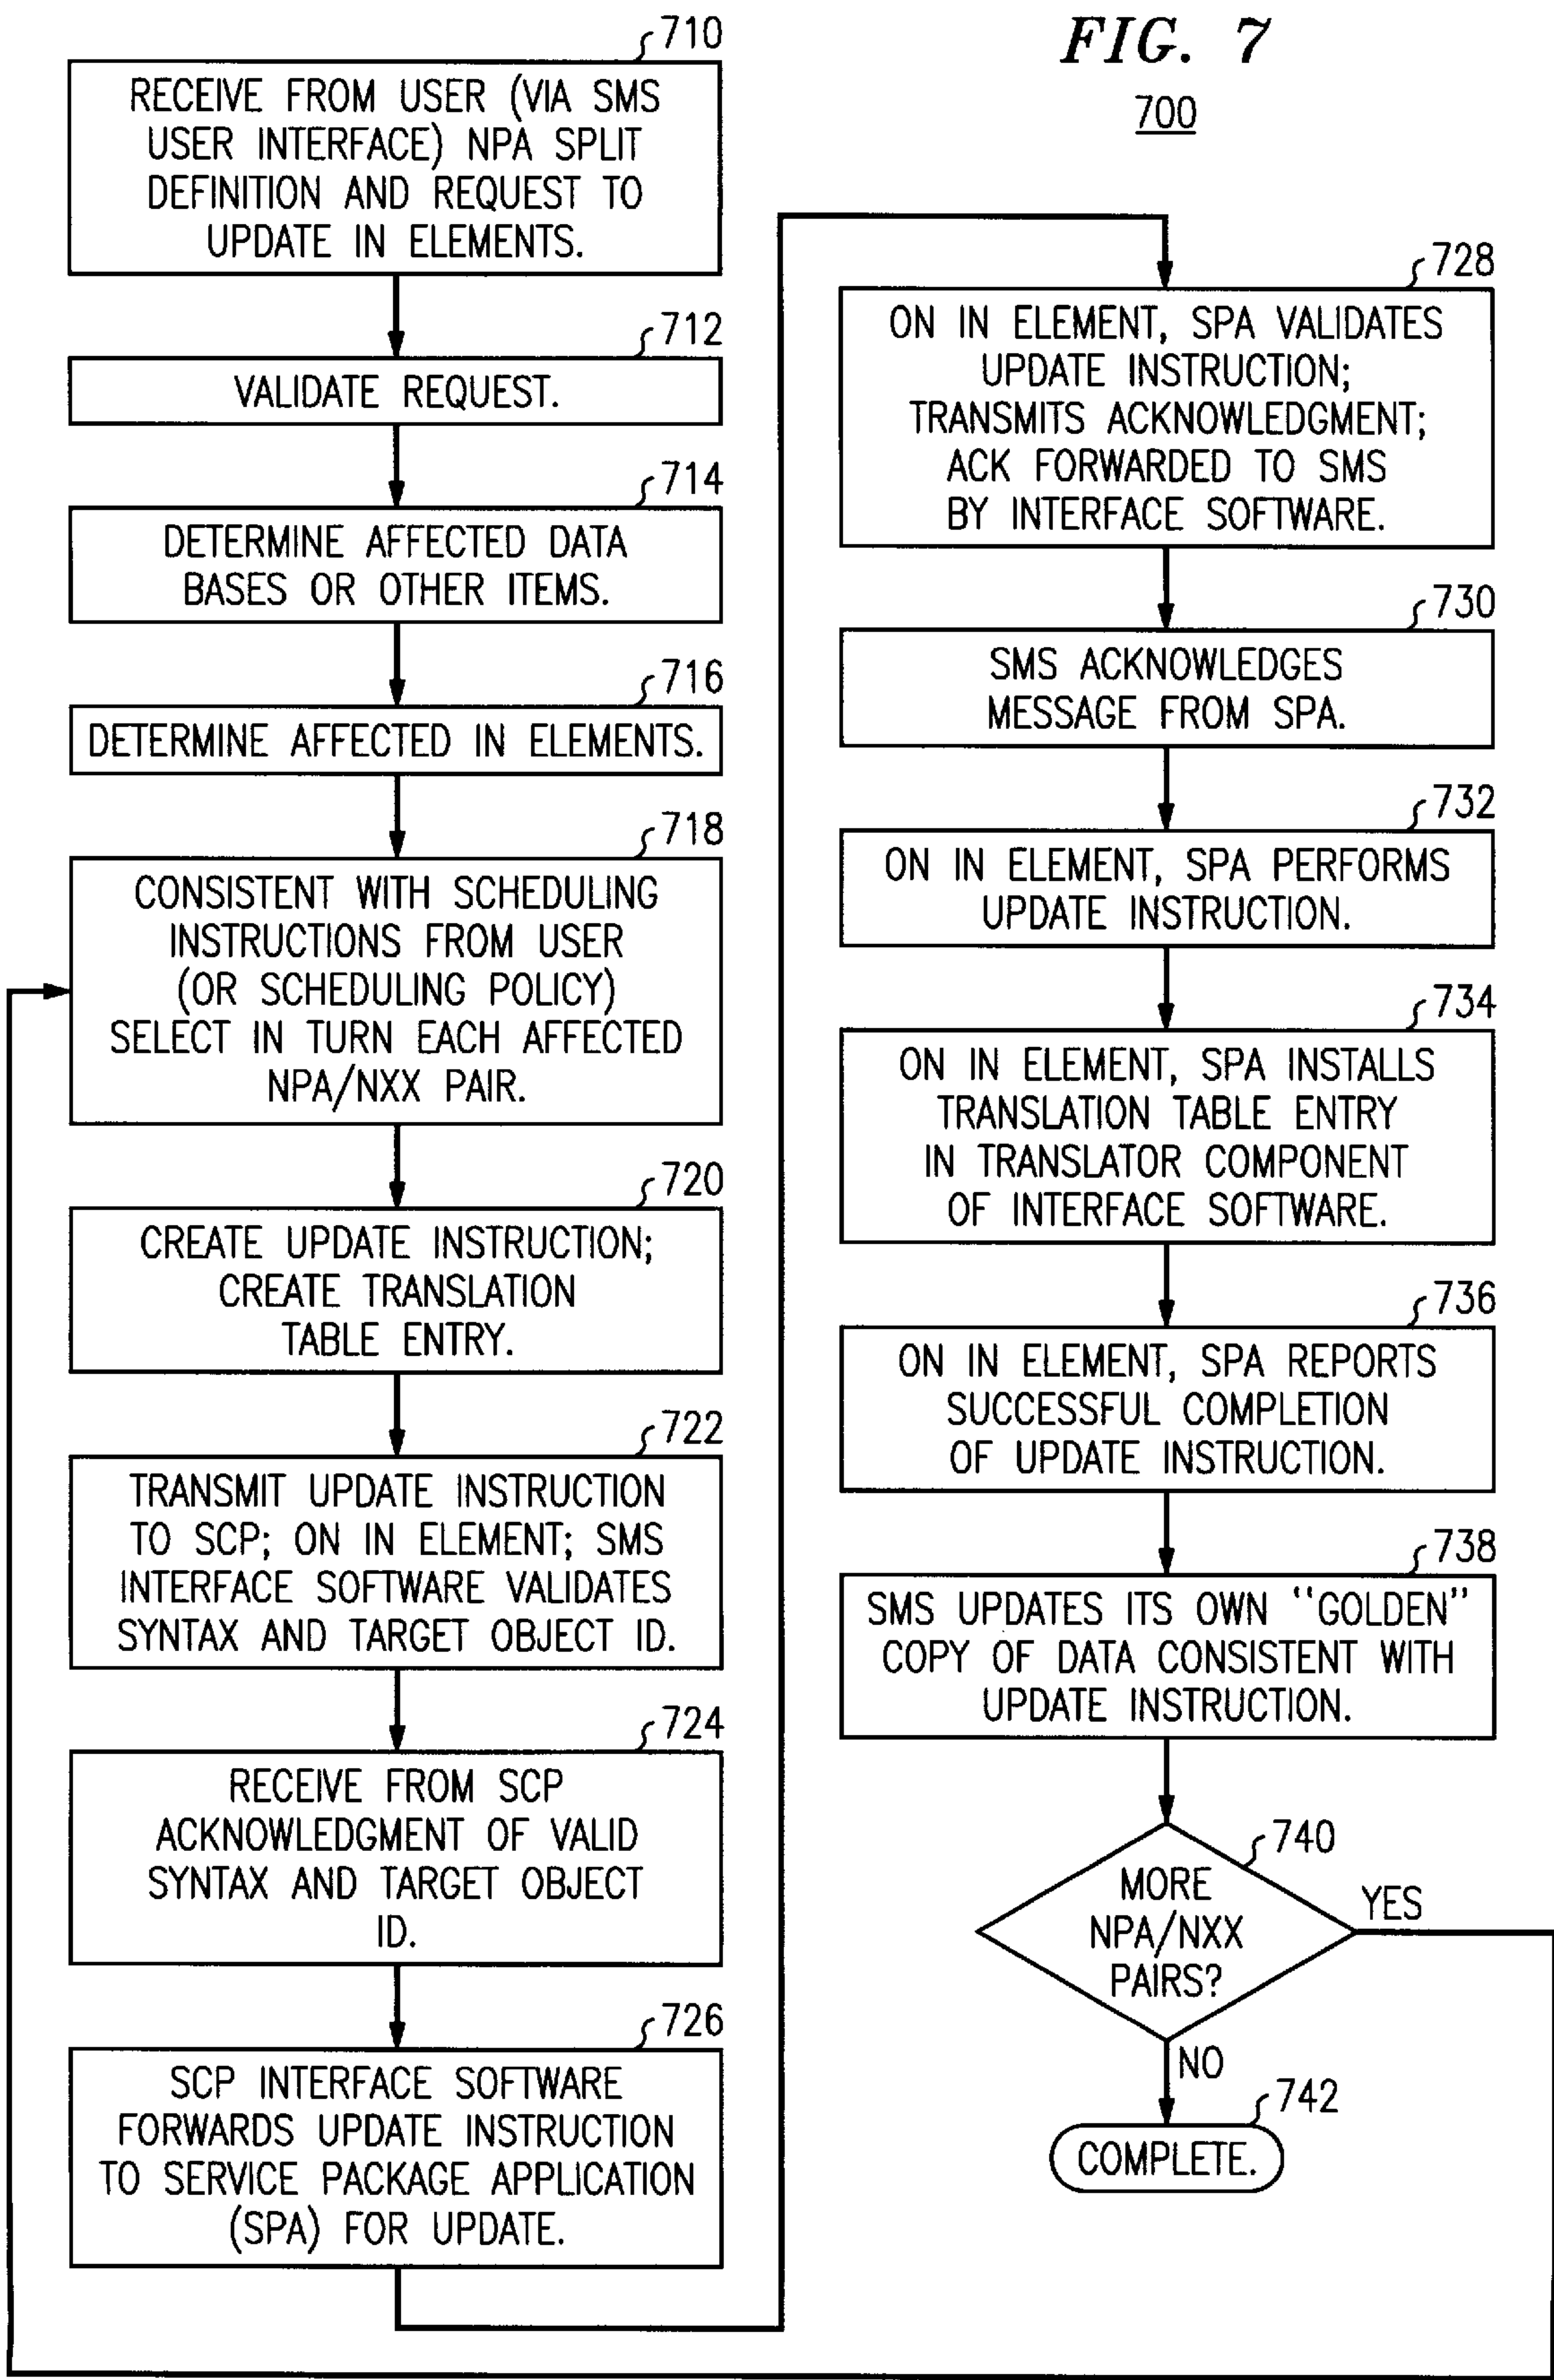 FIG. 7
700
710
RECEIVE FROM USER (VIA SMS
USER INTERFACE) NPA SPLIT
DEFINITION AND REQUEST TO
UPDATE IN ELEMENTS.
712
VALIDATE REQUEST.
714
DETERMINE AFFECTED DATA
BASES OR OTHER ITEMS.
716
DETERMINE AFFECTED IN ELEMENTS.
718
CONSISTENT WITH SCHEDULING
INSTRUCTIONS FROM USER
(OR SCHEDULING POLICY)
SELECT IN TURN EACH AFFECTED
NPA/NXX PAIR.
720
CREATE UPDATE INSTRUCTION;
CREATE TRANSLATION
TABLE ENTRY.
722
TRANSMIT UPDATE INSTRUCTION
TO SCP; ON IN ELEMENT; SMS
INTERFACE SOFTWARE VALIDATES
SYNTAX AND TARGET OBJECT ID.
724
RECEIVE FROM SCP
ACKNOWLEDGMENT OF VALID
SYNTAX AND TARGET OBJECT
ID.
726
SCP INTERFACE SOFTWARE
FORWARDS UPDATE INSTRUCTION
TO SERVICE PACKAGE APPLICATION
(SPA) FOR UPDATE.
728
ON IN ELEMENT, SPA VALIDATES
UPDATE INSTRUCTION;
TRANSMITS ACKNOWLEDGMENT;
ACK FORWARDED TO SMS
BY INTERFACE SOFTWARE.
730
SMS ACKNOWLEDGES
MESSAGE FROM SPA.
732
ON IN ELEMENT, SPA PERFORMS
UPDATE INSTRUCTION.
734
ON IN ELEMENT, SPA INSTALLS
TRANSLATION TABLE ENTRY
IN TRANSLATOR COMPONENT
OF INTERFACE SOFTWARE.
736
ON IN ELEMENT, SPA REPORTS
SUCCESSFUL COMPLETION
OF UPDATE INSTRUCTION.
738
SMS UPDATES ITS OWN "GOLDEN"
COPY OF DATA CONSISTENT WITH
UPDATE INSTRUCTION.
740
MORE
NPA/NXX
PAIRS?
YES
NO
742
COMPLETE.